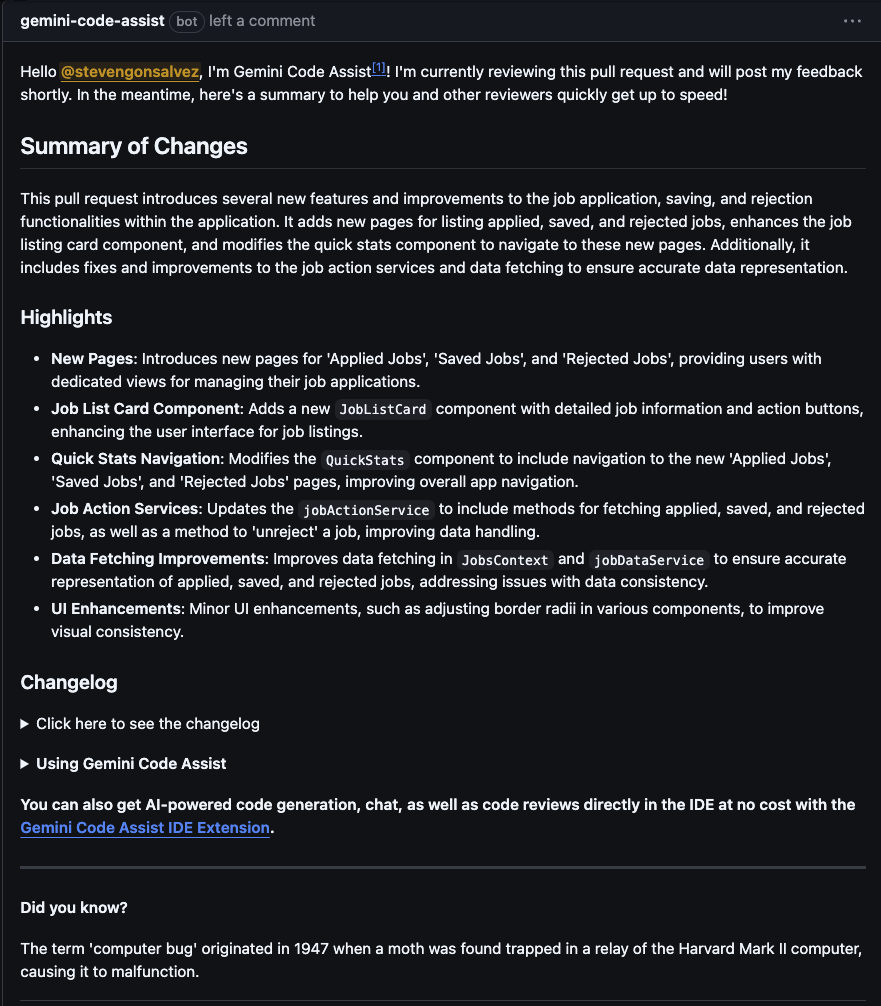 gemini-code-assist bot left a comment
Hello @stevengonsalvez, I'm Gemini Code Assist[1]! I'm currently reviewing this pull request and will post my feedback
shortly. In the meantime, here's a summary to help you and other reviewers quickly get up to speed!
Summary of Changes
This pull request introduces several new features and improvements to the job application, saving, and rejection
functionalities within the application. It adds new pages for listing applied, saved, and rejected jobs, enhances the job
listing card component, and modifies the quick stats component to navigate to these new pages. Additionally, it
includes fixes and improvements to the job action services and data fetching to ensure accurate data representation.
Highlights
• New Pages: Introduces new pages for 'Applied Jobs', 'Saved Jobs', and 'Rejected Jobs', providing users with
dedicated views for managing their job applications.
• Job List Card Component: Adds a new JobListCard component with detailed job information and action buttons,
enhancing the user interface for job listings.
• Quick Stats Navigation: Modifies the QuickStats component to include navigation to the new 'Applied Jobs',
'Saved Jobs', and 'Rejected Jobs' pages, improving overall app navigation.
• Job Action Services: Updates the jobActionService to include methods for fetching applied, saved, and rejected
jobs, as well as a method to 'unreject' a job, improving data handling.
• Data Fetching Improvements: Improves data fetching in JobsContext and jobDataService to ensure accurate
representation of applied, saved, and rejected jobs, addressing issues with data consistency.
• UI Enhancements: Minor UI enhancements, such as adjusting border radii in various components, to improve
visual consistency.
Changelog
Click here to see the changelog
Using Gemini Code Assist
You can also get AI-powered code generation, chat, as well as code reviews directly in the IDE at no cost with the
Gemini Code Assist IDE Extension.
Did you know?
The term 'computer bug' originated in 1947 when a moth was found trapped in a relay of the Harvard Mark II computer,
causing it to malfunction.